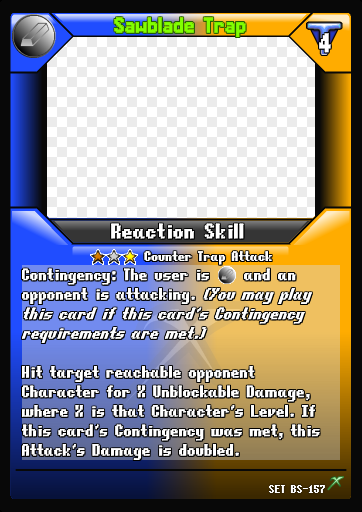 Sawblade Trap
4
Reaction Skill
Counter Trap Attack
Contingency: The user is and an
opponent is attacking. (You may play
this card if this card's Contingency
requirements are met.)
Hit target reachable opponent
Character for X Unblockable Damage,
where X is that Character's Level. If
this card's Contingency was met, this
Attack's Damage is doubled.
SET BS-157